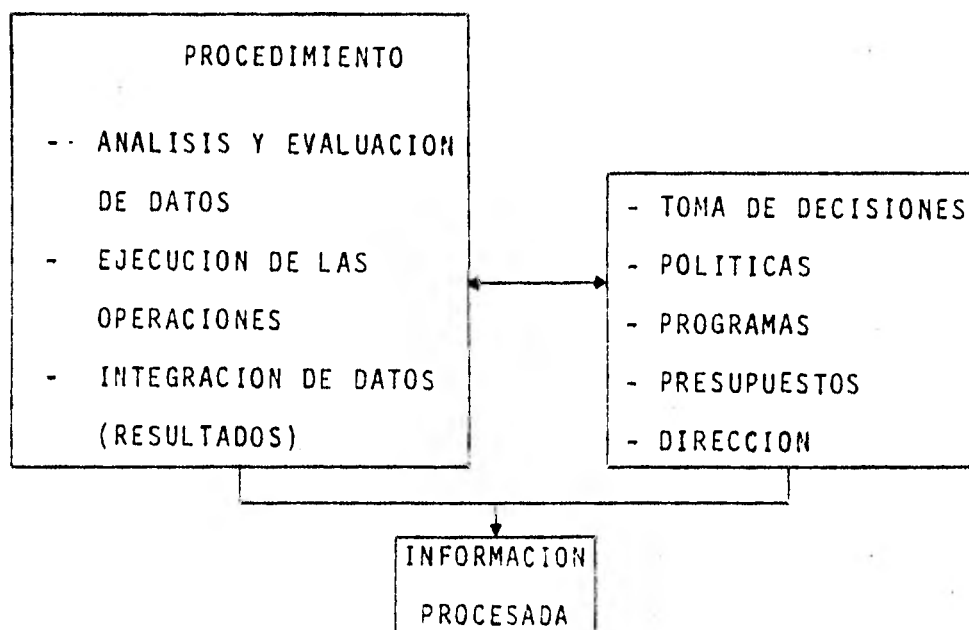 PROCEDIMIENTO
-- ANALISIS Y EVALUACION
DE DATOS
- EJECUCION DE LAS
OPERACIONES
- INTEGRACION DE DATOS
(RESULTADOS)
- TOMA DE DECISIONES
- POLITICAS
- PROGRAMAS
- PRESUPUESTOS
- DIRECCION
INFORMACION
PROCESADA